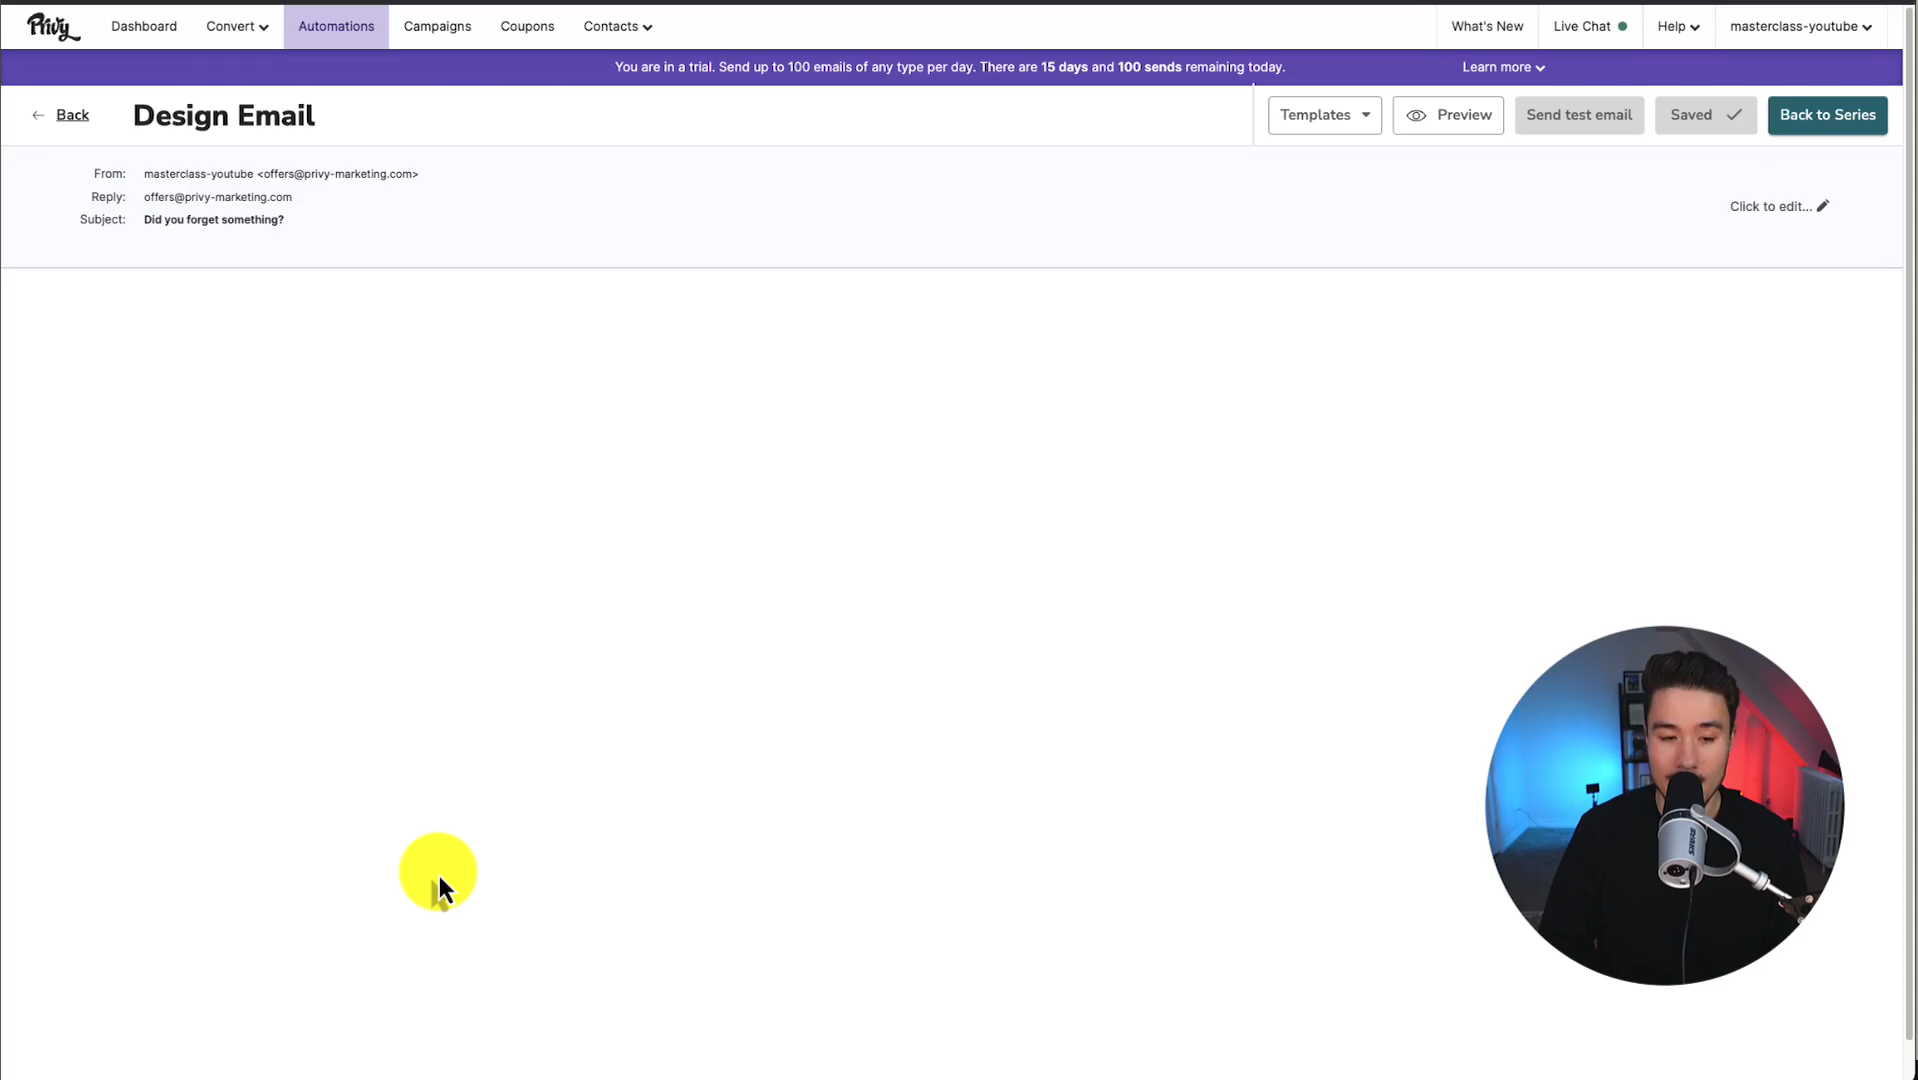 Privy
Dashboard
Convert
Automations
Campaigns
Coupons
Contacts
What's New
Live Chat
Help
masterclass-youtube
You are in a trial. Send up to 100 emails of any type per day. There are 15 days and 100 sends remaining today.
Learn more
← Back
Design Email
Templates
Preview
Send test email
Saved
Back to Series
From: masterclass-youtube <offers@privy-marketing.com>
Reply: offers@privy-marketing.com
Subject: Did you forget something?
Click to edit...
SHURE